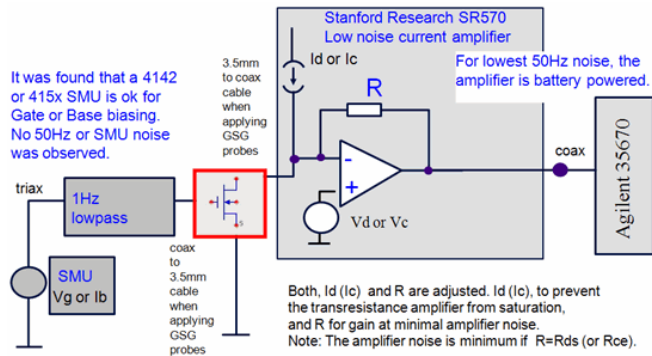 Stanford Research SR570
Low noise current amplifier
It was found that a 4142
or 415x SMU is ok for
Gate or Base biasing.
No 50Hz or SMU noise
was observed.
3.5mm
to coax
cable
when
applying
GSG
probes
Id or Ic
R
For lowest 50Hz noise, the
amplifier is battery powered.
triax
1Hz
lowpass
S
-
+
Vd or Vc
coax
Agilent 35670
SMU
Vg or Ib
coax
to
3.5mm
cable
when
applying
GSG
probes
Both, Id (Ic) and R are adjusted. Id (Ic), to prevent
the transresistance amplifier from saturation,
and R for gain at minimal amplifier noise.
Note: The amplifier noise is minimum if R=Rds (or Rce).